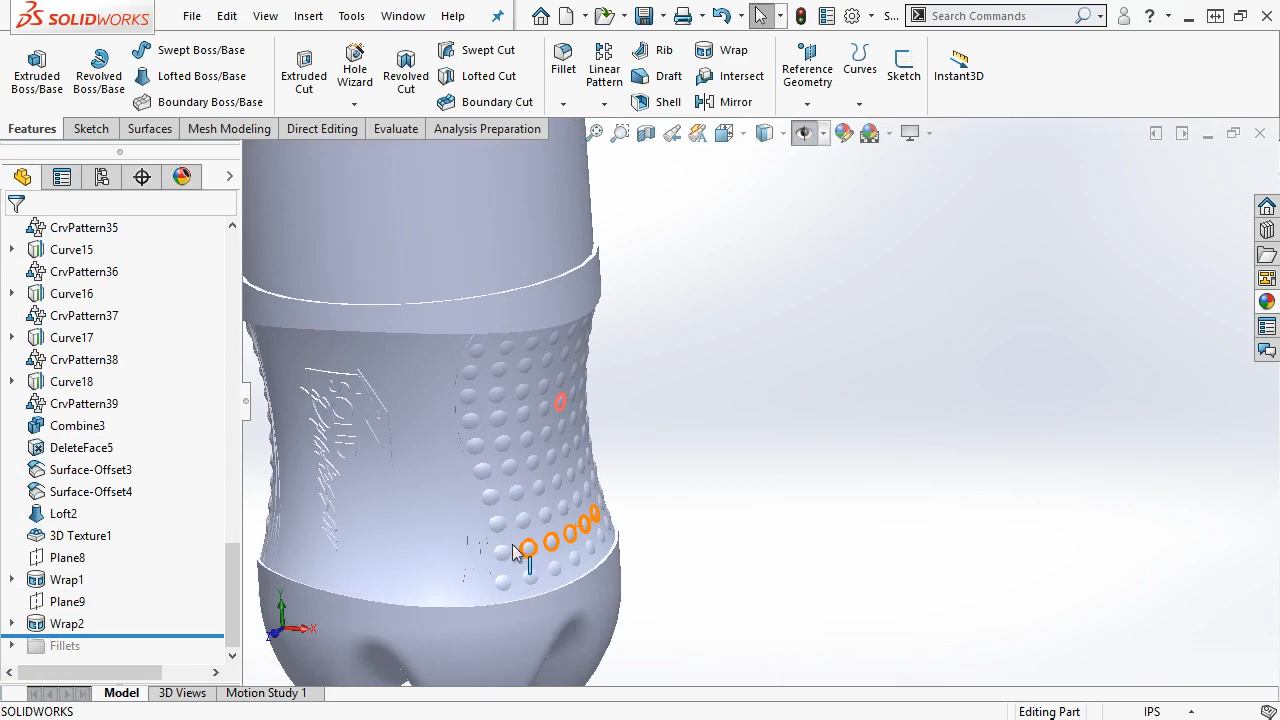 SOLIDWORKS File Edit View Insert Tools Window Help S... Search Commands ?
Extruded Boss/Base Revolved Boss/Base Swept Boss/Base Lofted Boss/Base Boundary Boss/Base Extruded Cut Hole Wizard Revolved Cut Swept Cut Lofted Cut Boundary Cut Fillet Linear Pattern Rib Draft Shell Wrap Intersect Mirror Reference Geometry Curves Sketch Instant3D
Features Sketch Surfaces Mesh Modeling Direct Editing Evaluate Analysis Preparation
CrvPattern35
Curve15
CrvPattern36
Curve16
CrvPattern37
Curve17
CrvPattern38
Curve18
CrvPattern39
Combine3
DeleteFace5
Surface-Offset3
Surface-Offset4
Loft2
3D Texture1
Plane8
Wrap1
Plane9
Wrap2
Fillets
Y
X
Z
Model 3D Views Motion Study 1
SOLIDWORKS Editing Part IPS